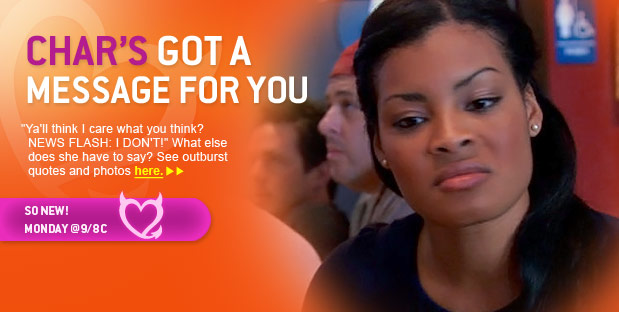 CHAR'S GOT A
MESSAGE FOR YOU
"Ya'll think I care what you think?
NEWS FLASH: I DON'T!" What else
does she have to say? See outburst
quotes and photos here.
SO NEW!
MONDAY @9/8C